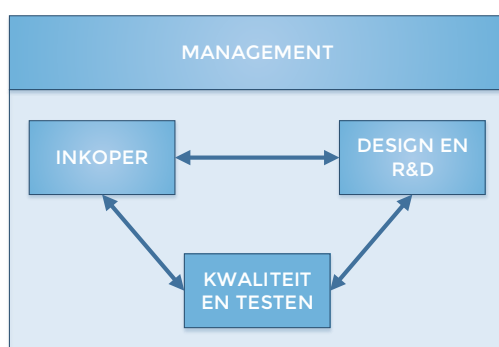 MANAGEMENT
INKOPER
DESIGN EN
R&D
KWALITEIT
EN TESTEN